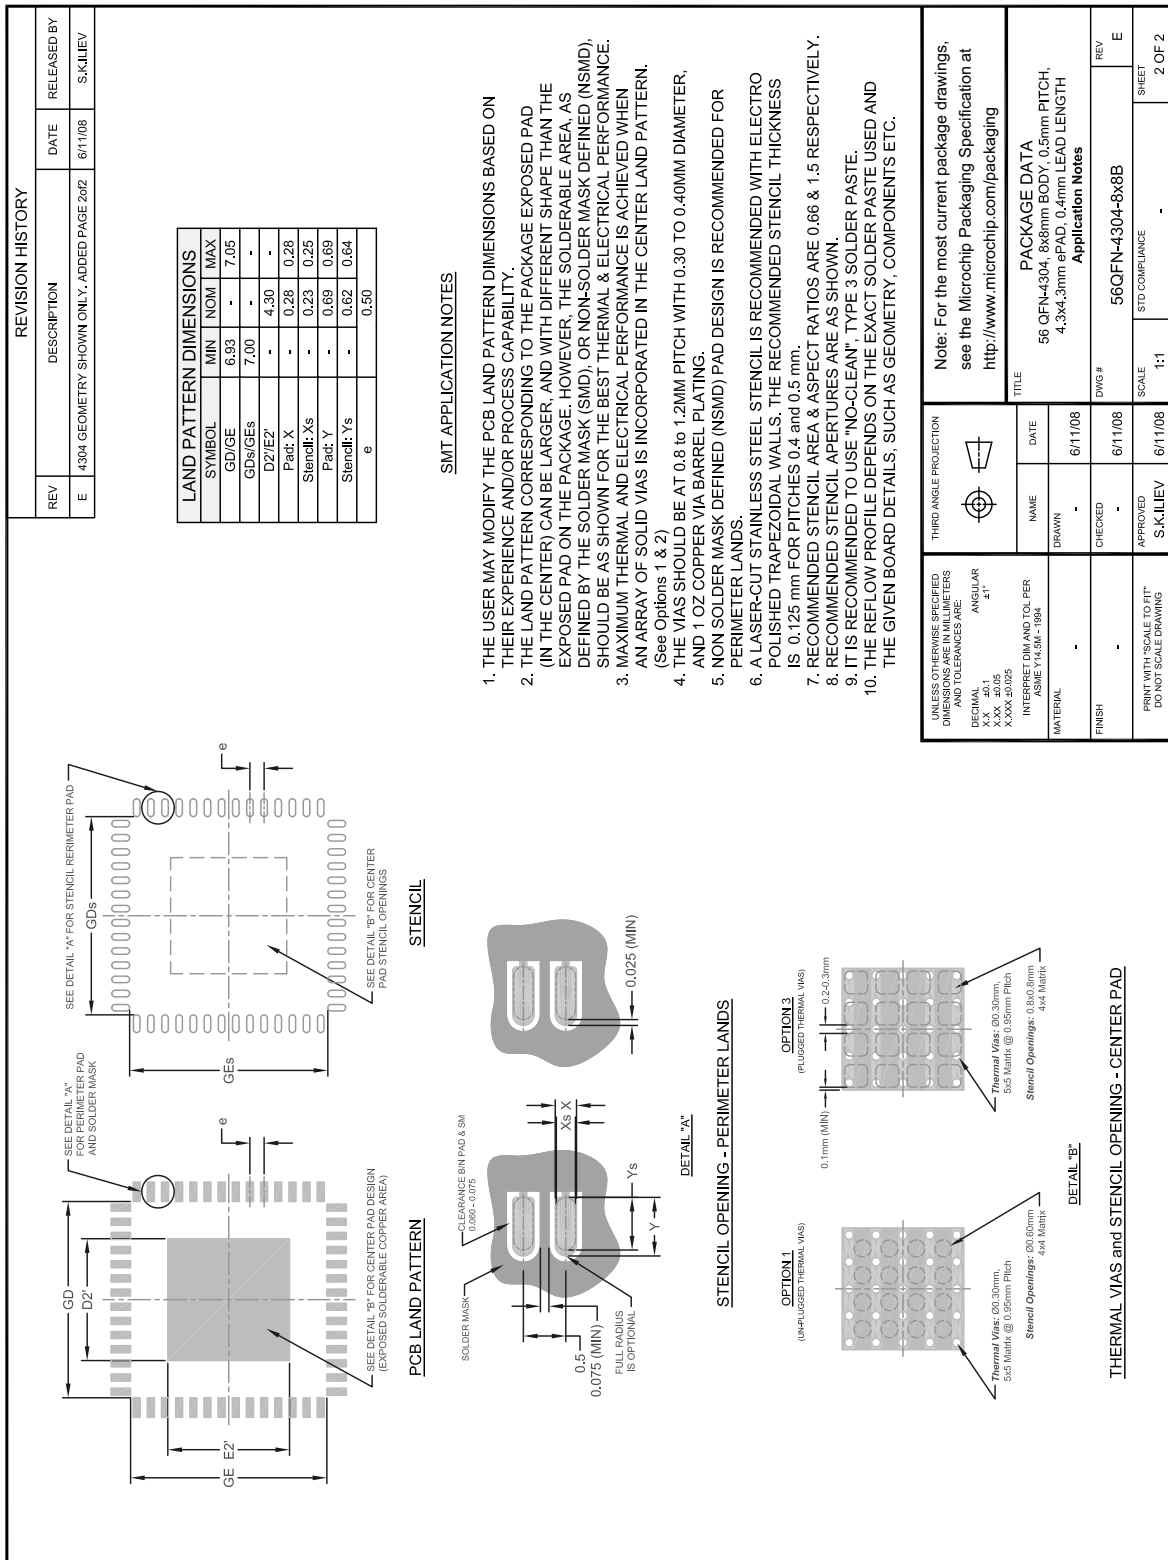 REVISION HISTORY
REV DESCRIPTION DATE RELEASED BY
E 4304 GEOMETRY SHOWN ONLY. ADDED PAGE 2of2 6/11/08 S.K.ILIEV
SEE DETAIL "A"
FOR PERIMETER PAD
AND SOLDER MASK
GD
D2'
e
GE E2'
SEE DETAIL "B" FOR CENTER PAD DESIGN
(EXPOSED SOLDERABLE COPPER AREA)
PCB LAND PATTERN
SEE DETAIL "A" FOR STENCIL RERIMETER PAD
GDs
e
GEs
SEE DETAIL "B" FOR CENTER
PAD STENCIL OPENINGS
STENCIL
LAND PATTERN DIMENSIONS
SYMBOL MIN NOM MAX
GD/GE 6.93 - 7.05
GDs/GEs 7.00 - -
D2'/E2' - 4.30 -
Pad: X - 0.28 0.28
Stencil: Xs - 0.23 0.25
Pad: Y - 0.69 0.69
Stencil: Ys - 0.62 0.64
e 0.50
SOLDER MASK
CLEARANCE B/N PAD & SM
0.060 - 0.075
0.5
0.075 (MIN)
Xs X
Ys
Y
FULL RADIUS
IS OPTIONAL
0.025 (MIN)
DETAIL "A"
STENCIL OPENING - PERIMETER LANDS
OPTION 1
(UN-PLUGGED THERMAL VIAS)
Thermal Vias: Ø0.30mm,
5x5 Matrix @ 0.95mm Pitch
Stencil Openings: Ø0.60mm
4x4 Matrix
OPTION 3
(PLUGGED THERMAL VIAS)
0.1mm (MIN)
0.2-0.3mm
Thermal Vias: Ø0.30mm,
5x5 Matrix @ 0.95mm Pitch
Stencil Openings: 0.8x0.8mm
4x4 Matrix
DETAIL "B"
THERMAL VIAS and STENCIL OPENING - CENTER PAD
SMT APPLICATION NOTES
1. THE USER MAY MODIFY THE PCB LAND PATTERN DIMENSIONS BASED ON
THEIR EXPERIENCE AND/OR PROCESS CAPABILITY.
2. THE LAND PATTERN CORRESPONDING TO THE PACKAGE EXPOSED PAD
(IN THE CENTER) CAN BE LARGER, AND WITH DIFFERENT SHAPE THAN THE
EXPOSED PAD ON THE PACKAGE. HOWEVER, THE SOLDERABLE AREA, AS
DEFINED BY THE SOLDER MASK (SMD), OR NON-SOLDER MASK DEFINED (NSMD),
SHOULD BE AS SHOWN FOR THE BEST THERMAL & ELECTRICAL PERFORMANCE.
3. MAXIMUM THERMAL AND ELECTRICAL PERFORMANCE IS ACHIEVED WHEN
AN ARRAY OF SOLID VIAS IS INCORPORATED IN THE CENTER LAND PATTERN.
(See Options 1 & 2)
4. THE VIAS SHOULD BE AT 0.8 to 1.2MM PITCH WITH 0.30 TO 0.40MM DIAMETER,
AND 1 OZ COPPER VIA BARREL PLATING.
5. NON SOLDER MASK DEFINED (NSMD) PAD DESIGN IS RECOMMENDED FOR
PERIMETER LANDS.
6. A LASER-CUT STAINLESS STEEL STENCIL IS RECOMMENDED WITH ELECTRO
POLISHED TRAPEZOIDAL WALLS. THE RECOMMENDED STENCIL THICKNESS
IS 0.125 mm FOR PITCHES 0.4 and 0.5 mm.
7. RECOMMENDED STENCIL AREA & ASPECT RATIOS ARE 0.66 & 1.5 RESPECTIVELY.
8. RECOMMENDED STENCIL APERTURES ARE AS SHOWN.
9. IT IS RECOMMENDED TO USE "NO-CLEAN", TYPE 3 SOLDER PASTE.
10. THE REFLOW PROFILE DEPENDS ON THE EXACT SOLDER PASTE USED AND
THE GIVEN BOARD DETAILS, SUCH AS GEOMETRY, COMPONENTS ETC.
UNLESS OTHERWISE SPECIFIED
DIMENSIONS ARE IN MILLIMETERS
AND TOLERANCES ARE:
DECIMAL ANGULAR
X.X ±0.1 ±1°
X.XX ±0.05
X.XXX ±0.025
INTERPRET DIM AND TOL PER
ASME Y14.5M - 1994
MATERIAL
-
FINISH
-
PRINT WITH "SCALE TO FIT"
DO NOT SCALE DRAWING
THIRD ANGLE PROJECTION
NAME DATE
DRAWN
- 6/11/08
CHECKED
- 6/11/08
APPROVED
S.K.ILIEV 6/11/08
Note: For the most current package drawings,
see the Microchip Packaging Specification at
http://www.microchip.com/packaging
TITLE
PACKAGE DATA
56 QFN-4304, 8x8mm BODY, 0.5mm PITCH,
4.3x4.3mm ePAD, 0.4mm LEAD LENGTH
Application Notes
DWG #
56QFN-4304-8x8B
REV
E
SCALE
1:1
STD COMPLIANCE
-
SHEET
2 OF 2